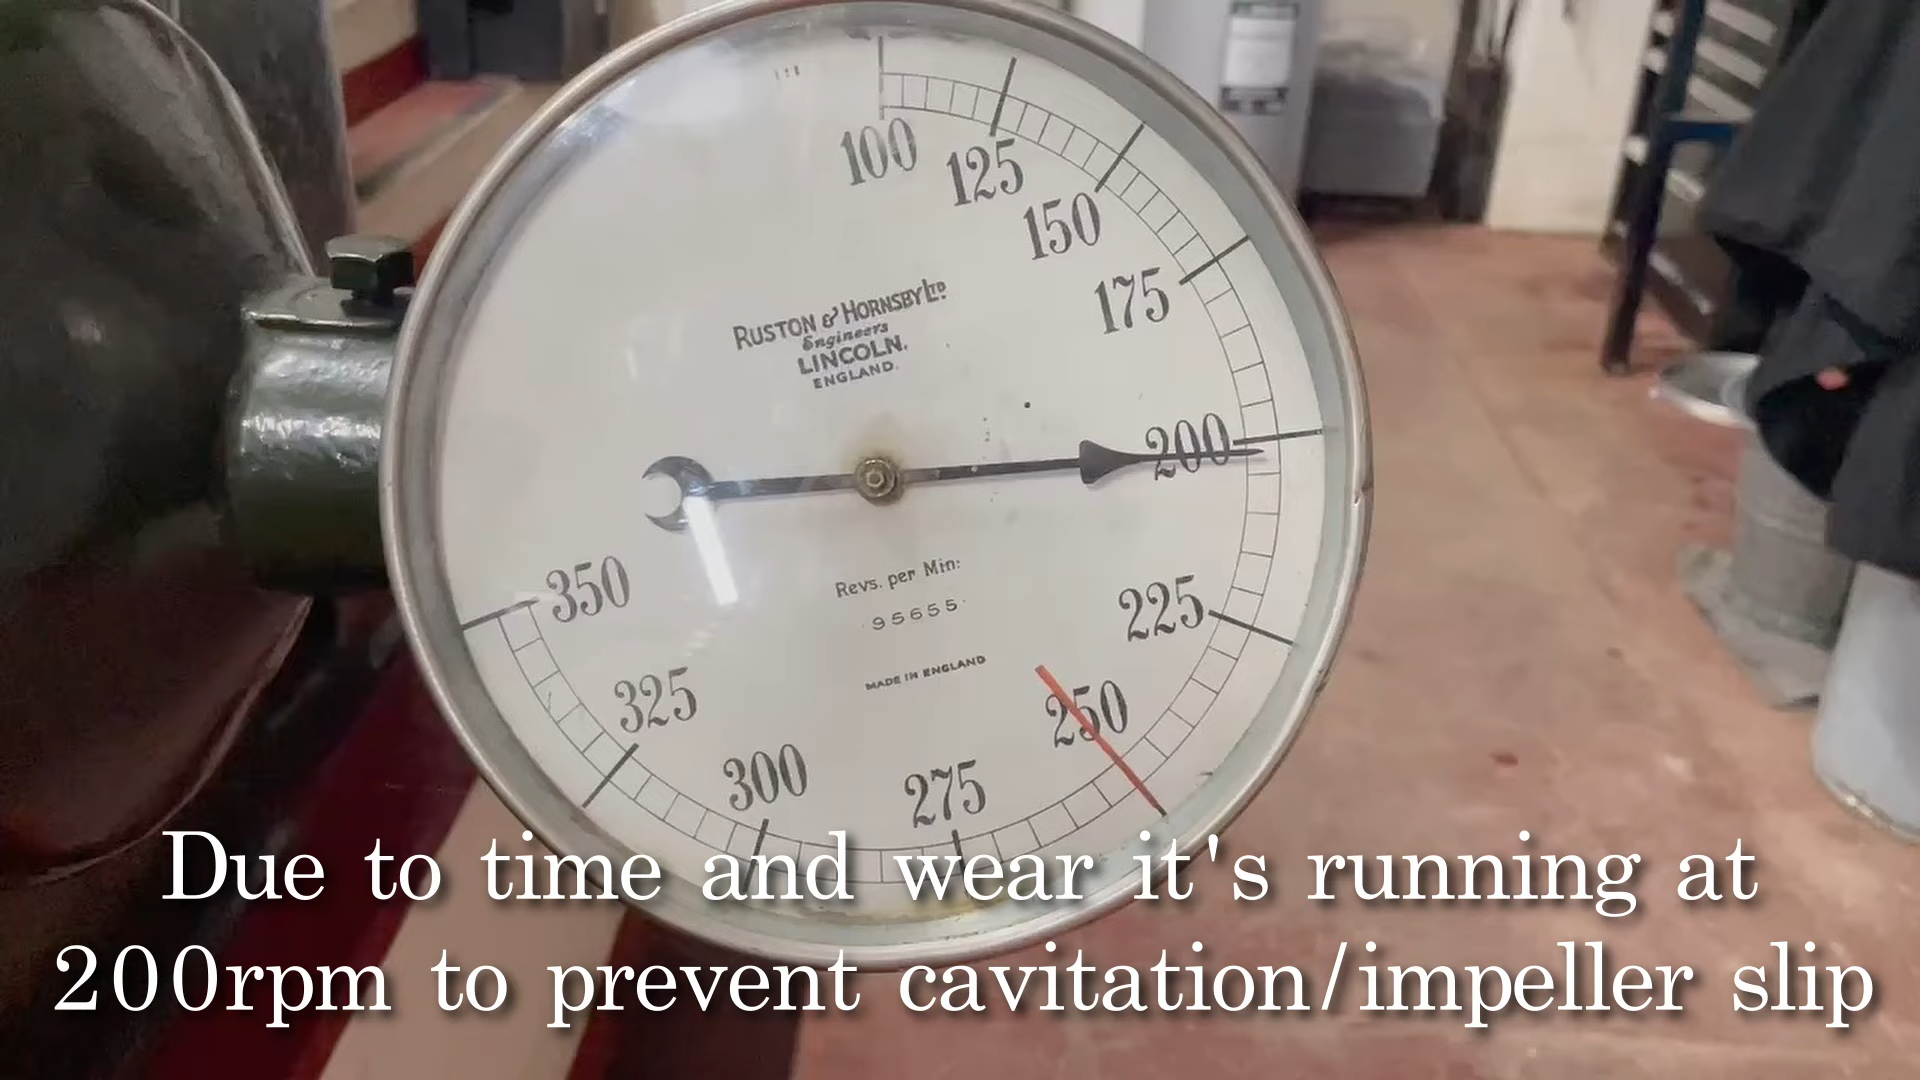 100
125
150
175
RUSTON & HORNSBY LTD
Engineers
LINCOLN.
ENGLAND.
200
350
Revs. per Min:
95655
225
MADE IN ENGLAND
325
250
300
275
Due to time and wear it's running at
200rpm to prevent cavitation/impeller slip